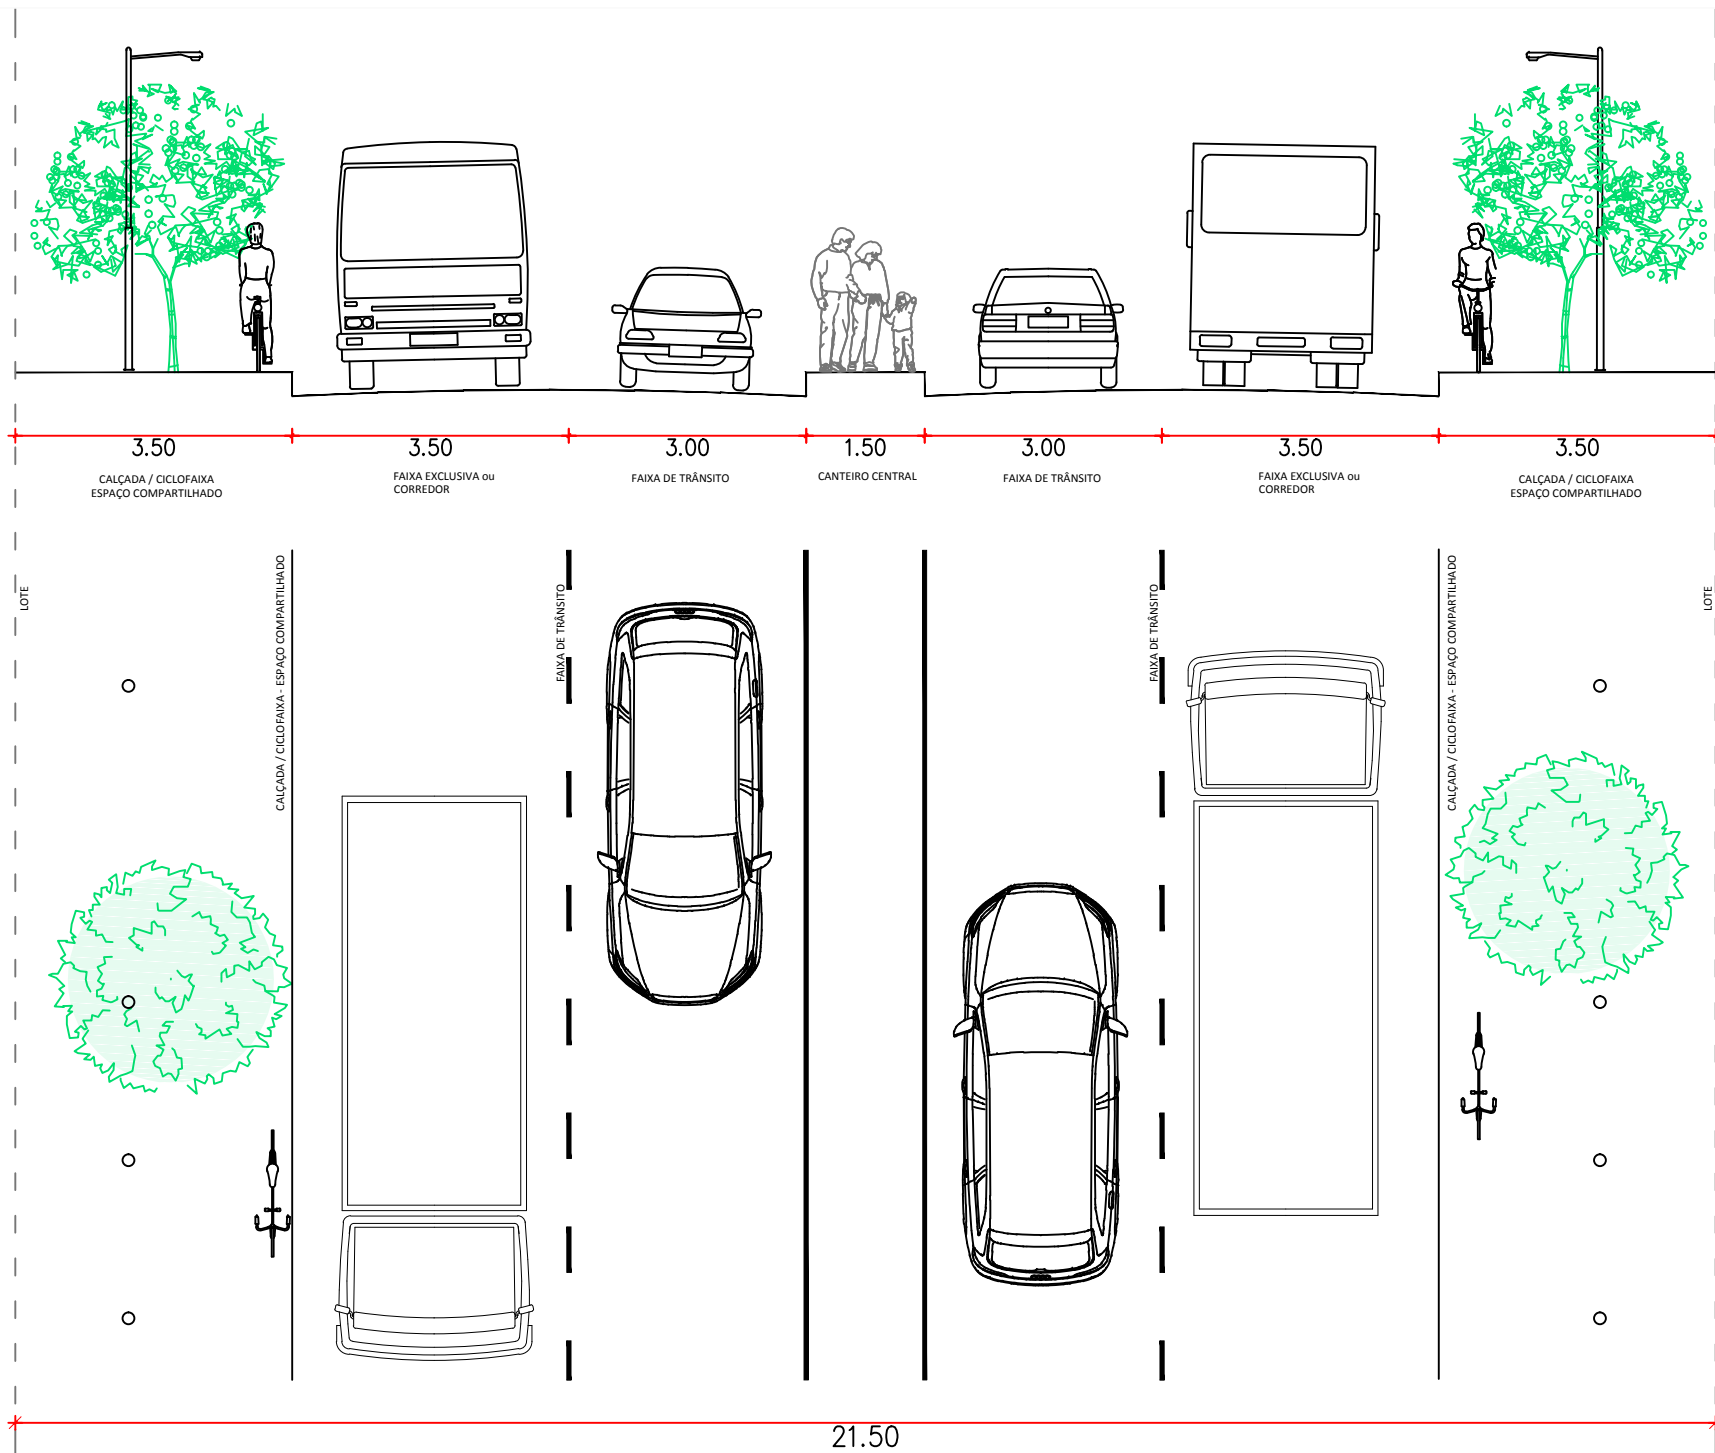 3.50
3.50
3.00
1.50
3.00
3.50
3.50
CALÇADA / CICLOFAIXA
ESPAÇO COMPARTILHADO
FAIXA EXCLUSIVA ou
CORREDOR
FAIXA DE TRÂNSITO
CANTEIRO CENTRAL
FAIXA DE TRÂNSITO
FAIXA EXCLUSIVA ou
CORREDOR
CALÇADA / CICLOFAIXA
ESPAÇO COMPARTILHADO
LOTE
CALÇADA / CICLOFAIXA - ESPAÇO COMPARTILHADO
FAIXA DE TRÂNSITO
FAIXA DE TRÂNSITO
CALÇADA / CICLOFAIXA - ESPAÇO COMPARTILHADO
LOTE
21.50